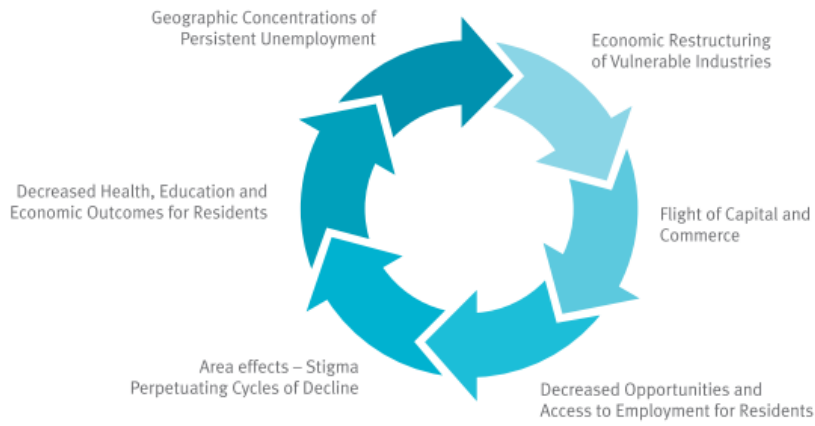 Geographic Concentrations of
Persistent Unemployment
Economic Restructuring
of Vulnerable Industries
Decreased Health, Education and
Economic Outcomes for Residents
Flight of Capital and
Commerce
Area effects – Stigma
Perpetuating Cycles of Decline
Decreased Opportunities and
Access to Employment for Residents